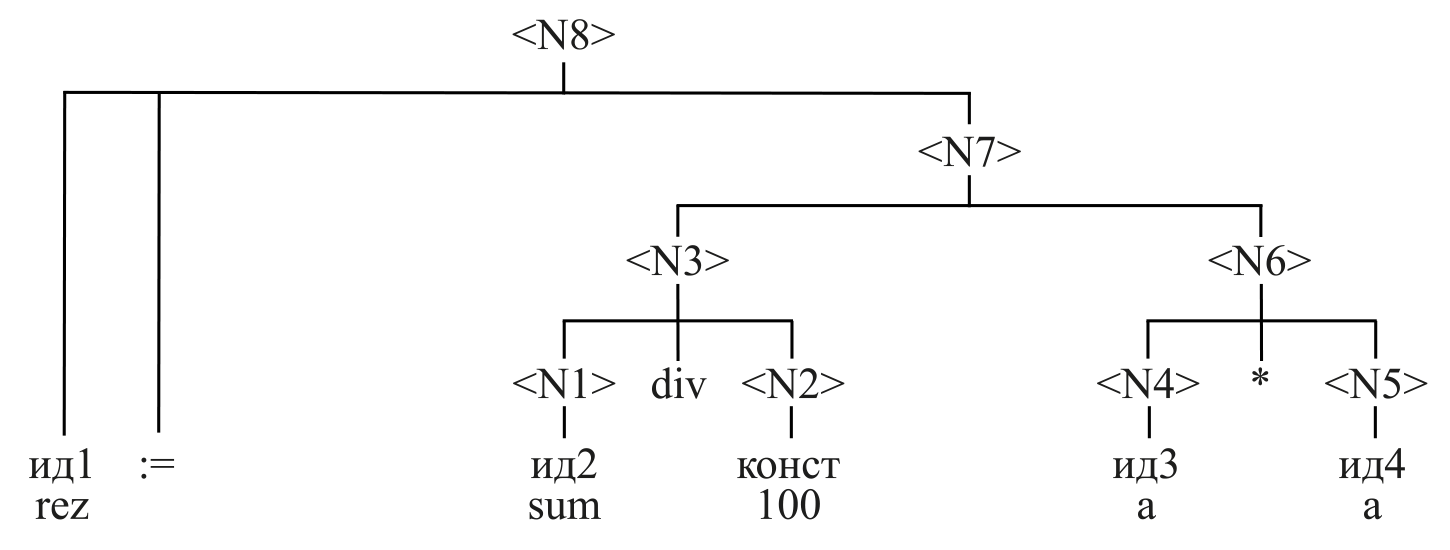 <N8>
<N7>
<N3> <N6>
<N1> div <N2> <N4> * <N5>
ид1 := ид2 конст ид3 ид4
rez sum 100 a a